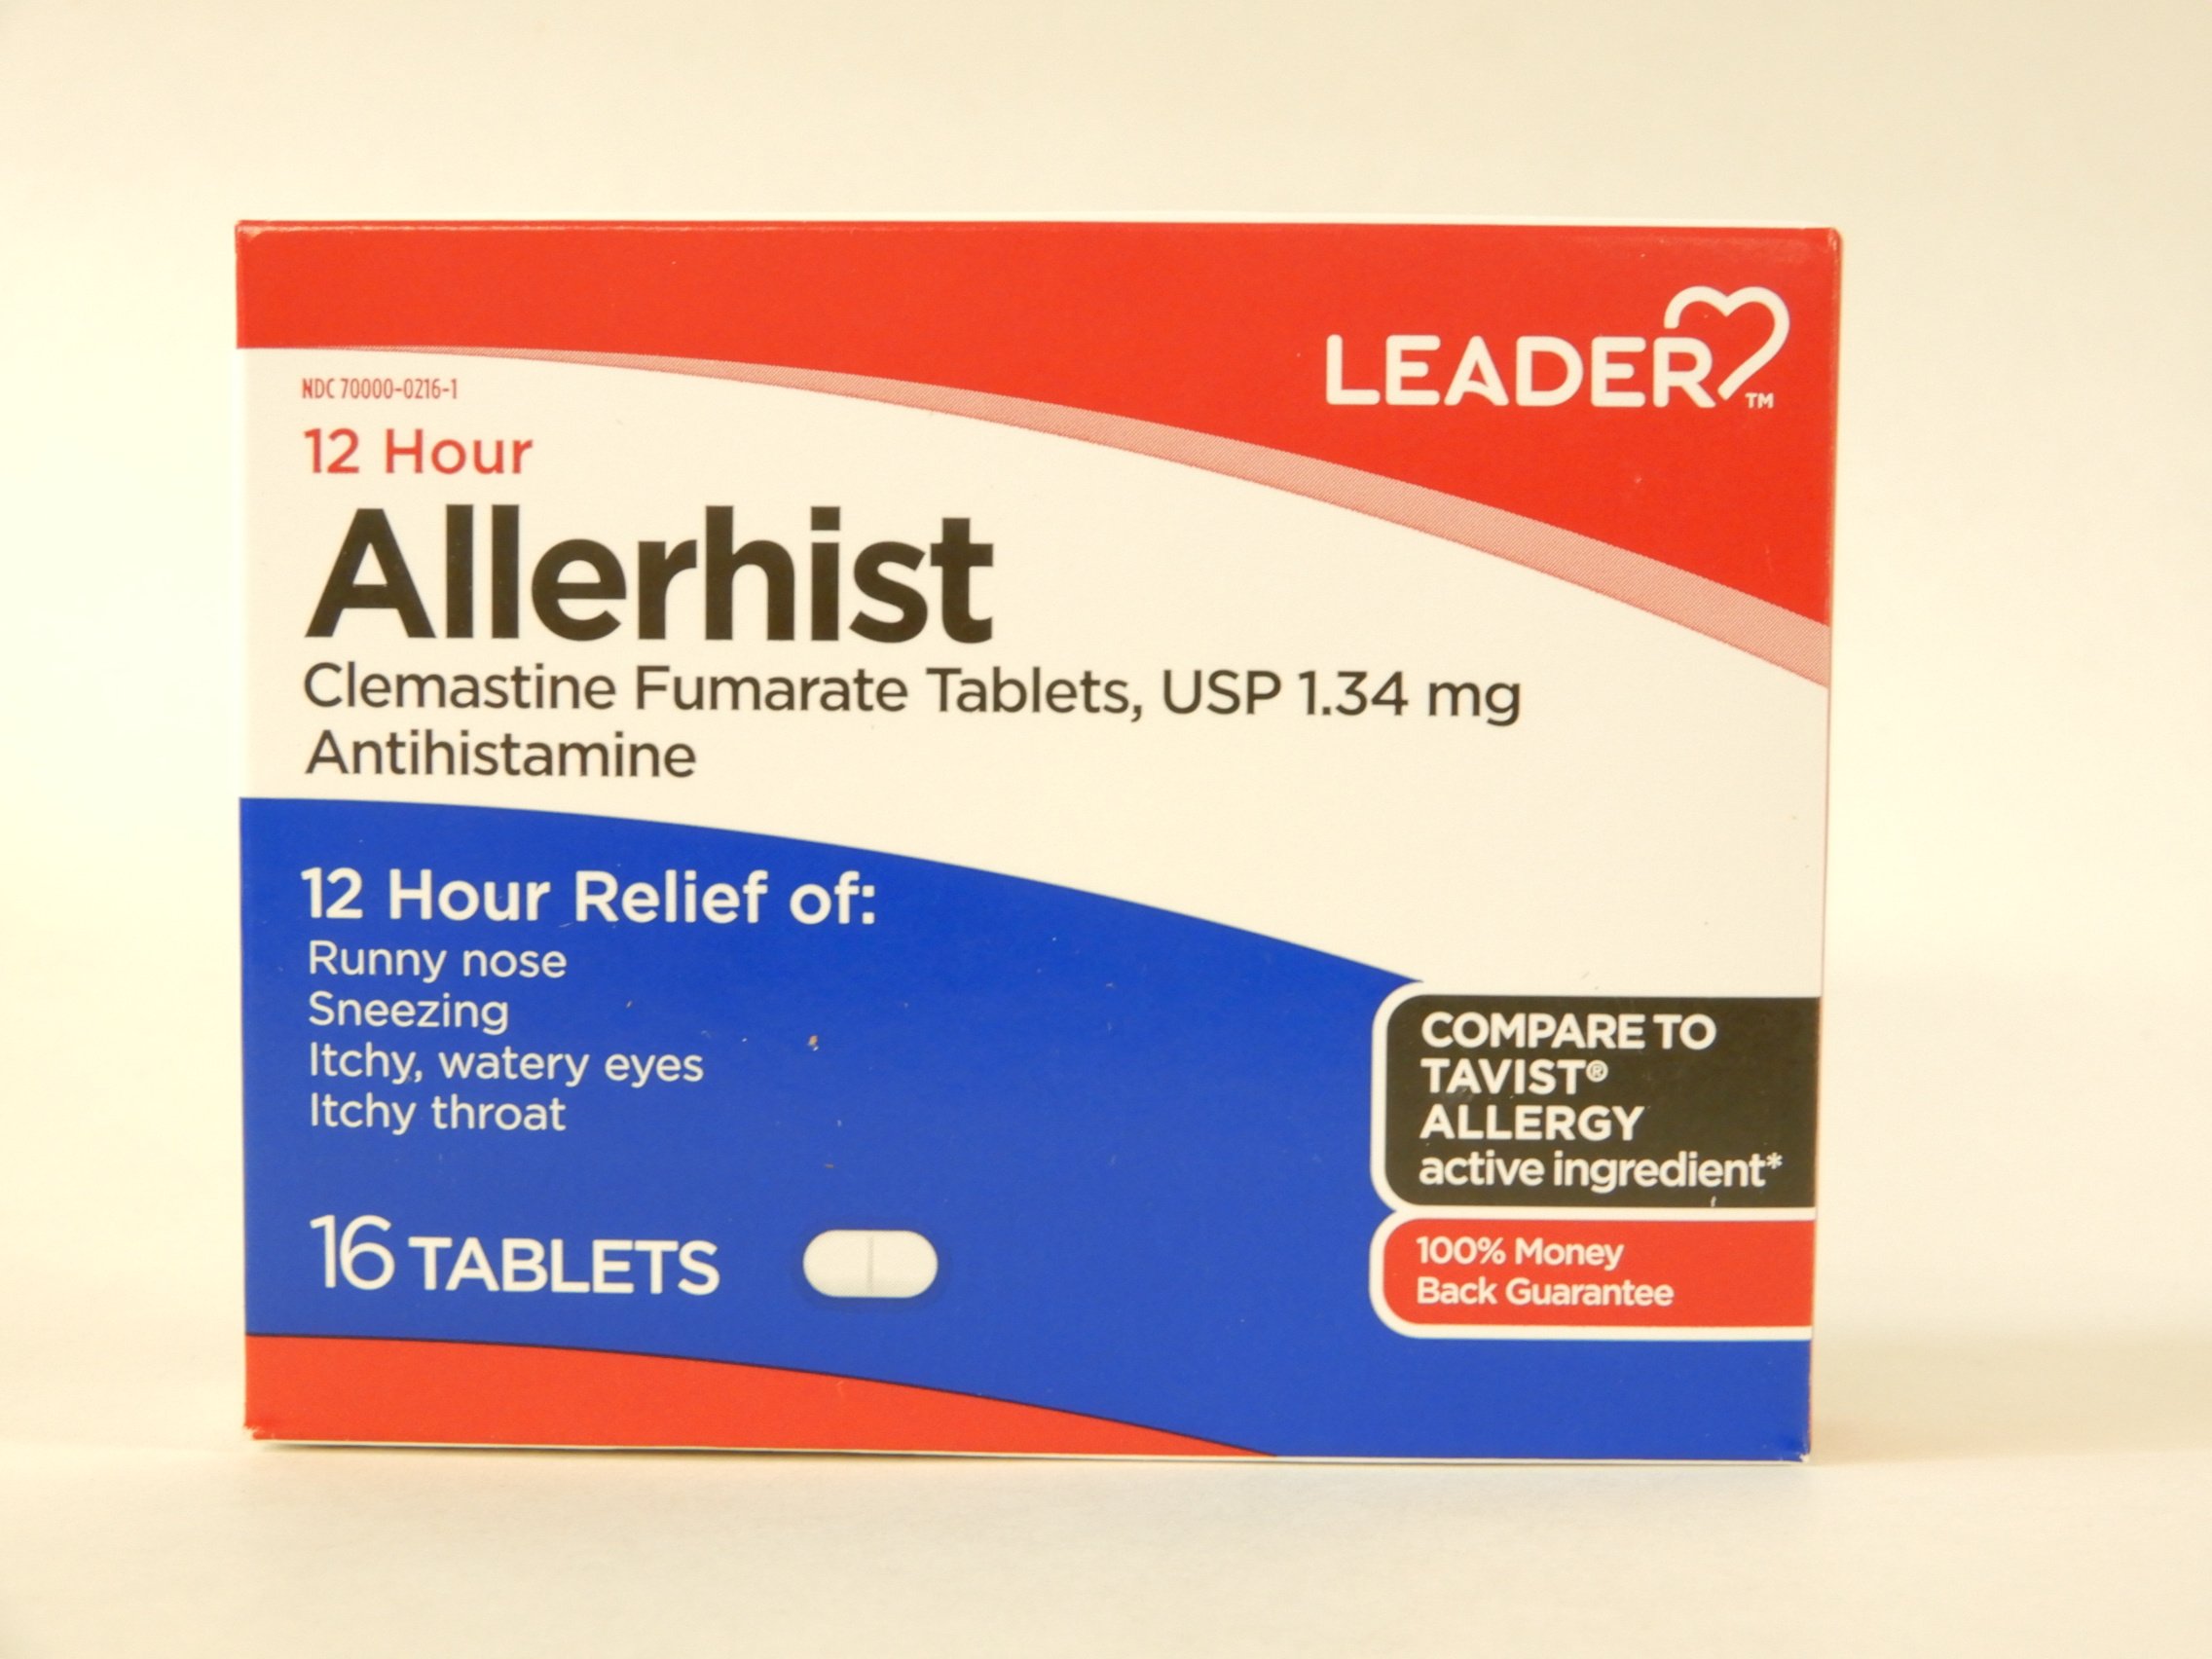 LEADER™
NDC 70000-0216-1
12 Hour
Allerhist
Clemastine Fumarate Tablets, USP 1.34 mg
Antihistamine
12 Hour Relief of:
Runny nose
Sneezing
Itchy, watery eyes
Itchy throat
16 TABLETS
COMPARE TO
TAVIST®
ALLERGY
active ingredient*
100% Money
Back Guarantee